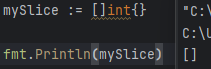 mySlice := []int{}
fmt.Println(mySlice)
"C:
C:\
[]